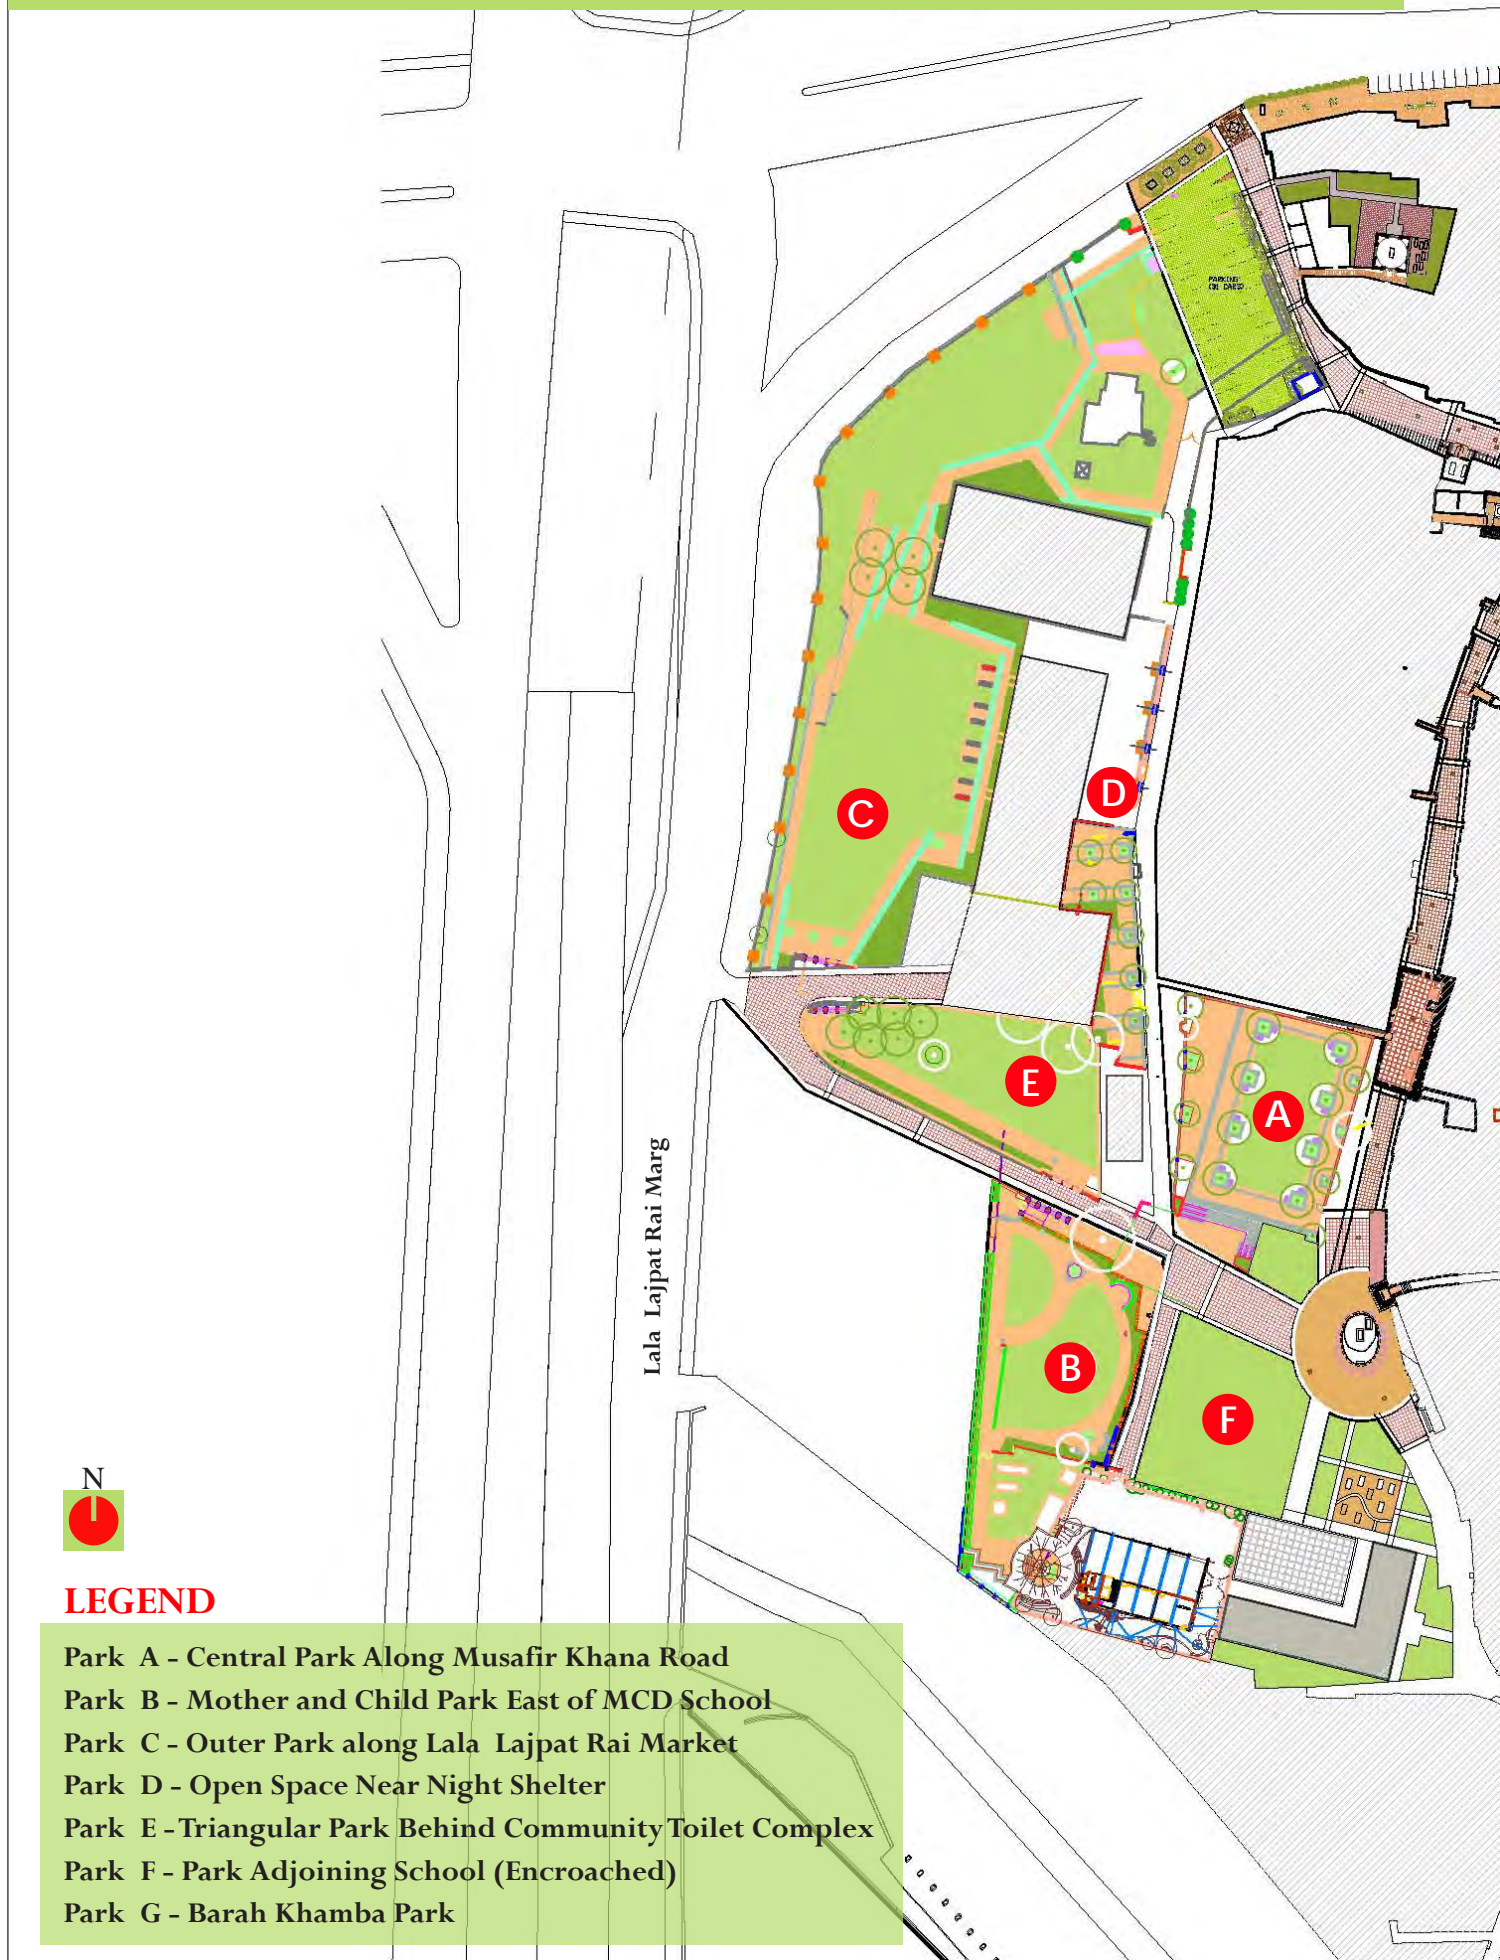 PARKING
C
D
E
A
Lala Lajpat Rai Marg
B
F
N
LEGEND
Park A - Central Park Along Musafir Khana Road
Park B - Mother and Child Park East of MCD School
Park C - Outer Park along Lala Lajpat Rai Market
Park D - Open Space Near Night Shelter
Park E - Triangular Park Behind Community Toilet Complex
Park F - Park Adjoining School (Encroached)
Park G - Barah Khamba Park